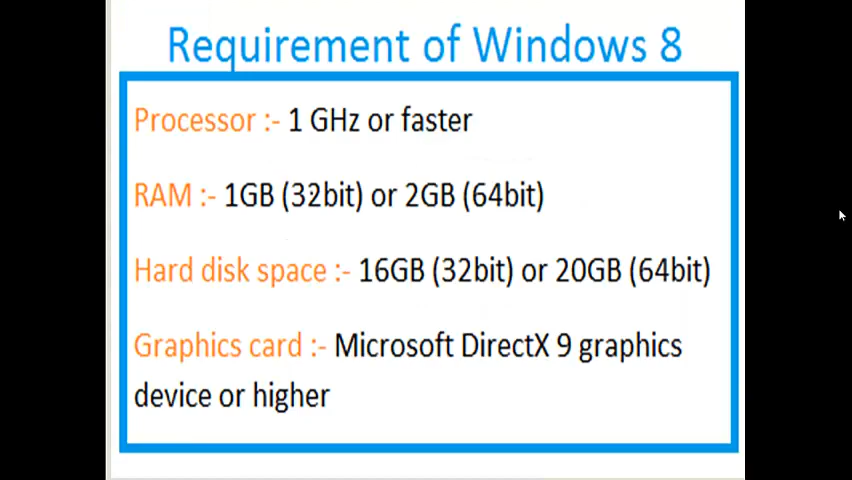 Requirement of Windows 8
Processor :- 1 GHz or faster
RAM :- 1GB (32bit) or 2GB (64bit)
Hard disk space :- 16GB (32bit) or 20GB (64bit)
Graphics card :- Microsoft DirectX 9 graphics
device or higher